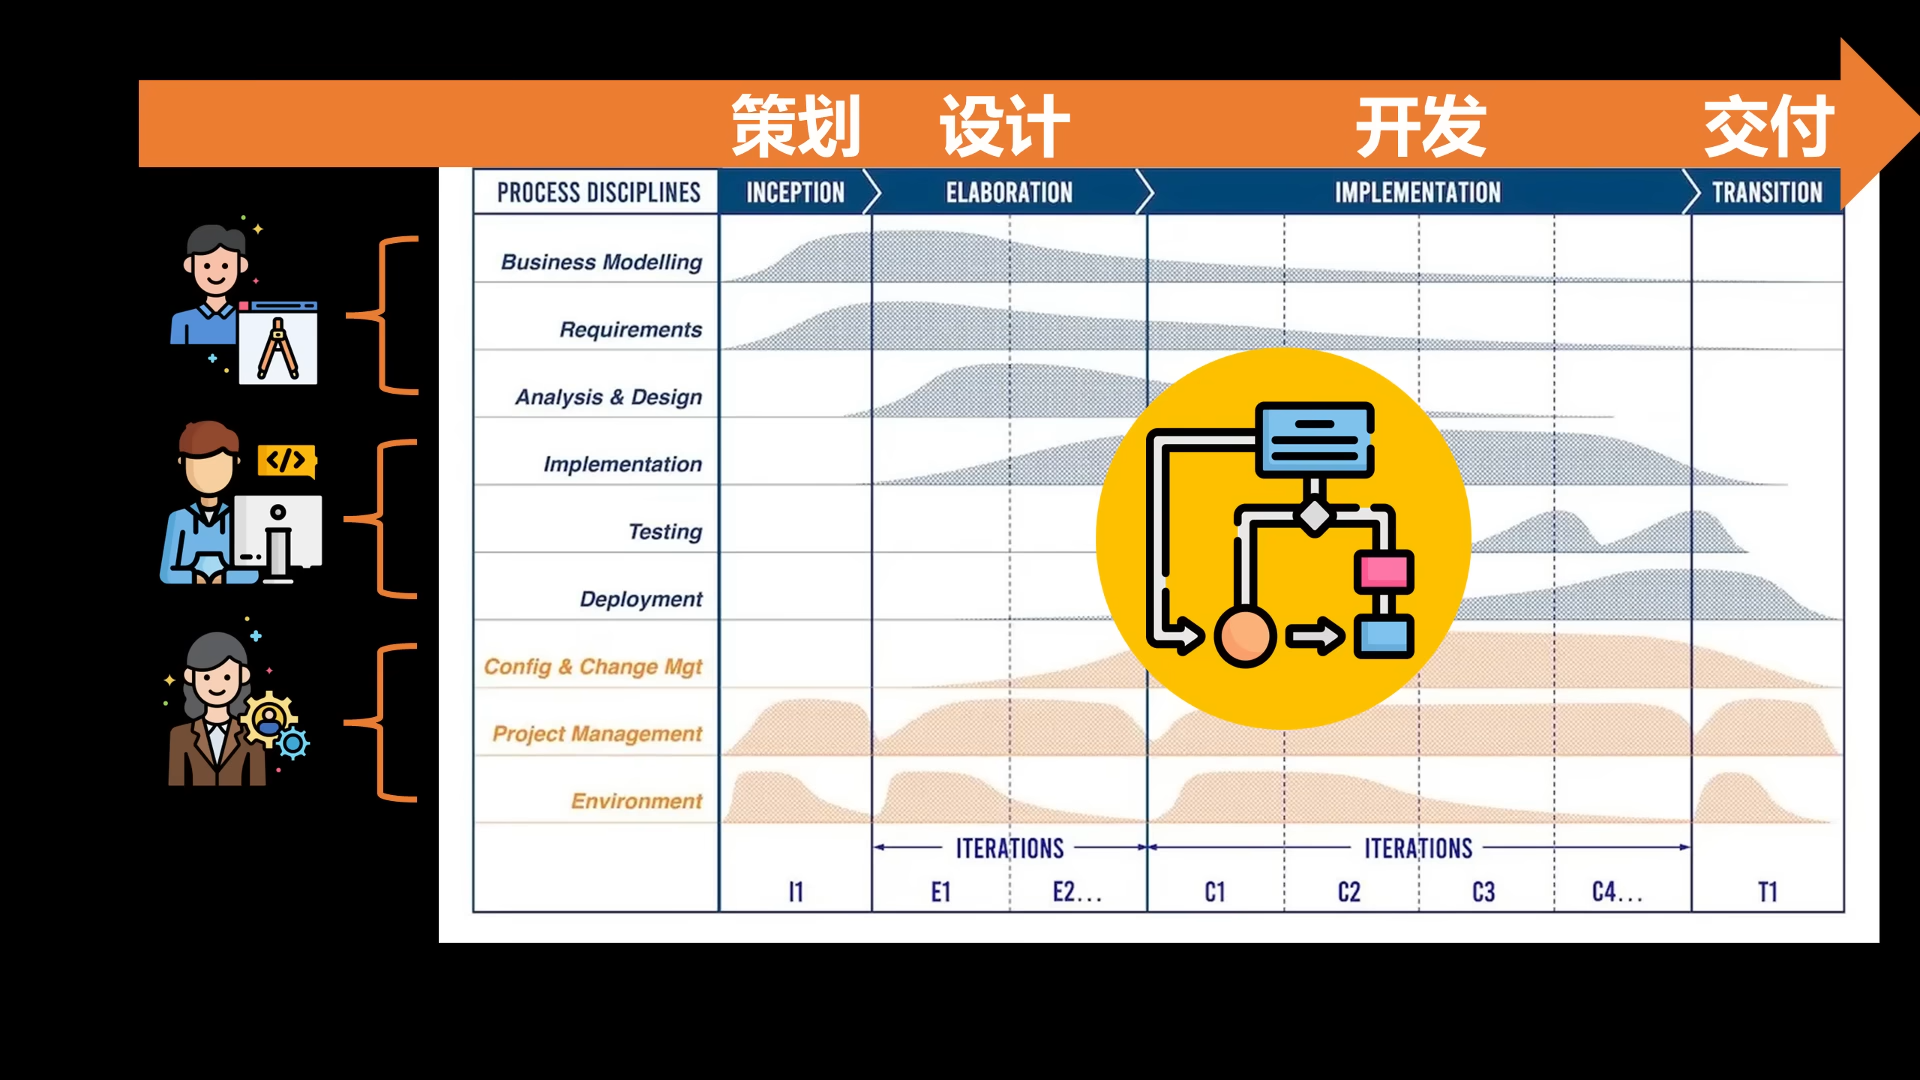 策划 设计 开发 交付
PROCESS DISCIPLINES INCEPTION ELABORATION IMPLEMENTATION TRANSITION
Business Modelling
Requirements
Analysis & Design
</>
Implementation
Testing
Deployment
Config & Change Mgt
Project Management
Environment
ITERATIONS ITERATIONS
I1 E1 E2... C1 C2 C3 C4... T1